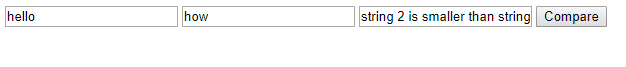 hello how string 2 is smaller than string Compare